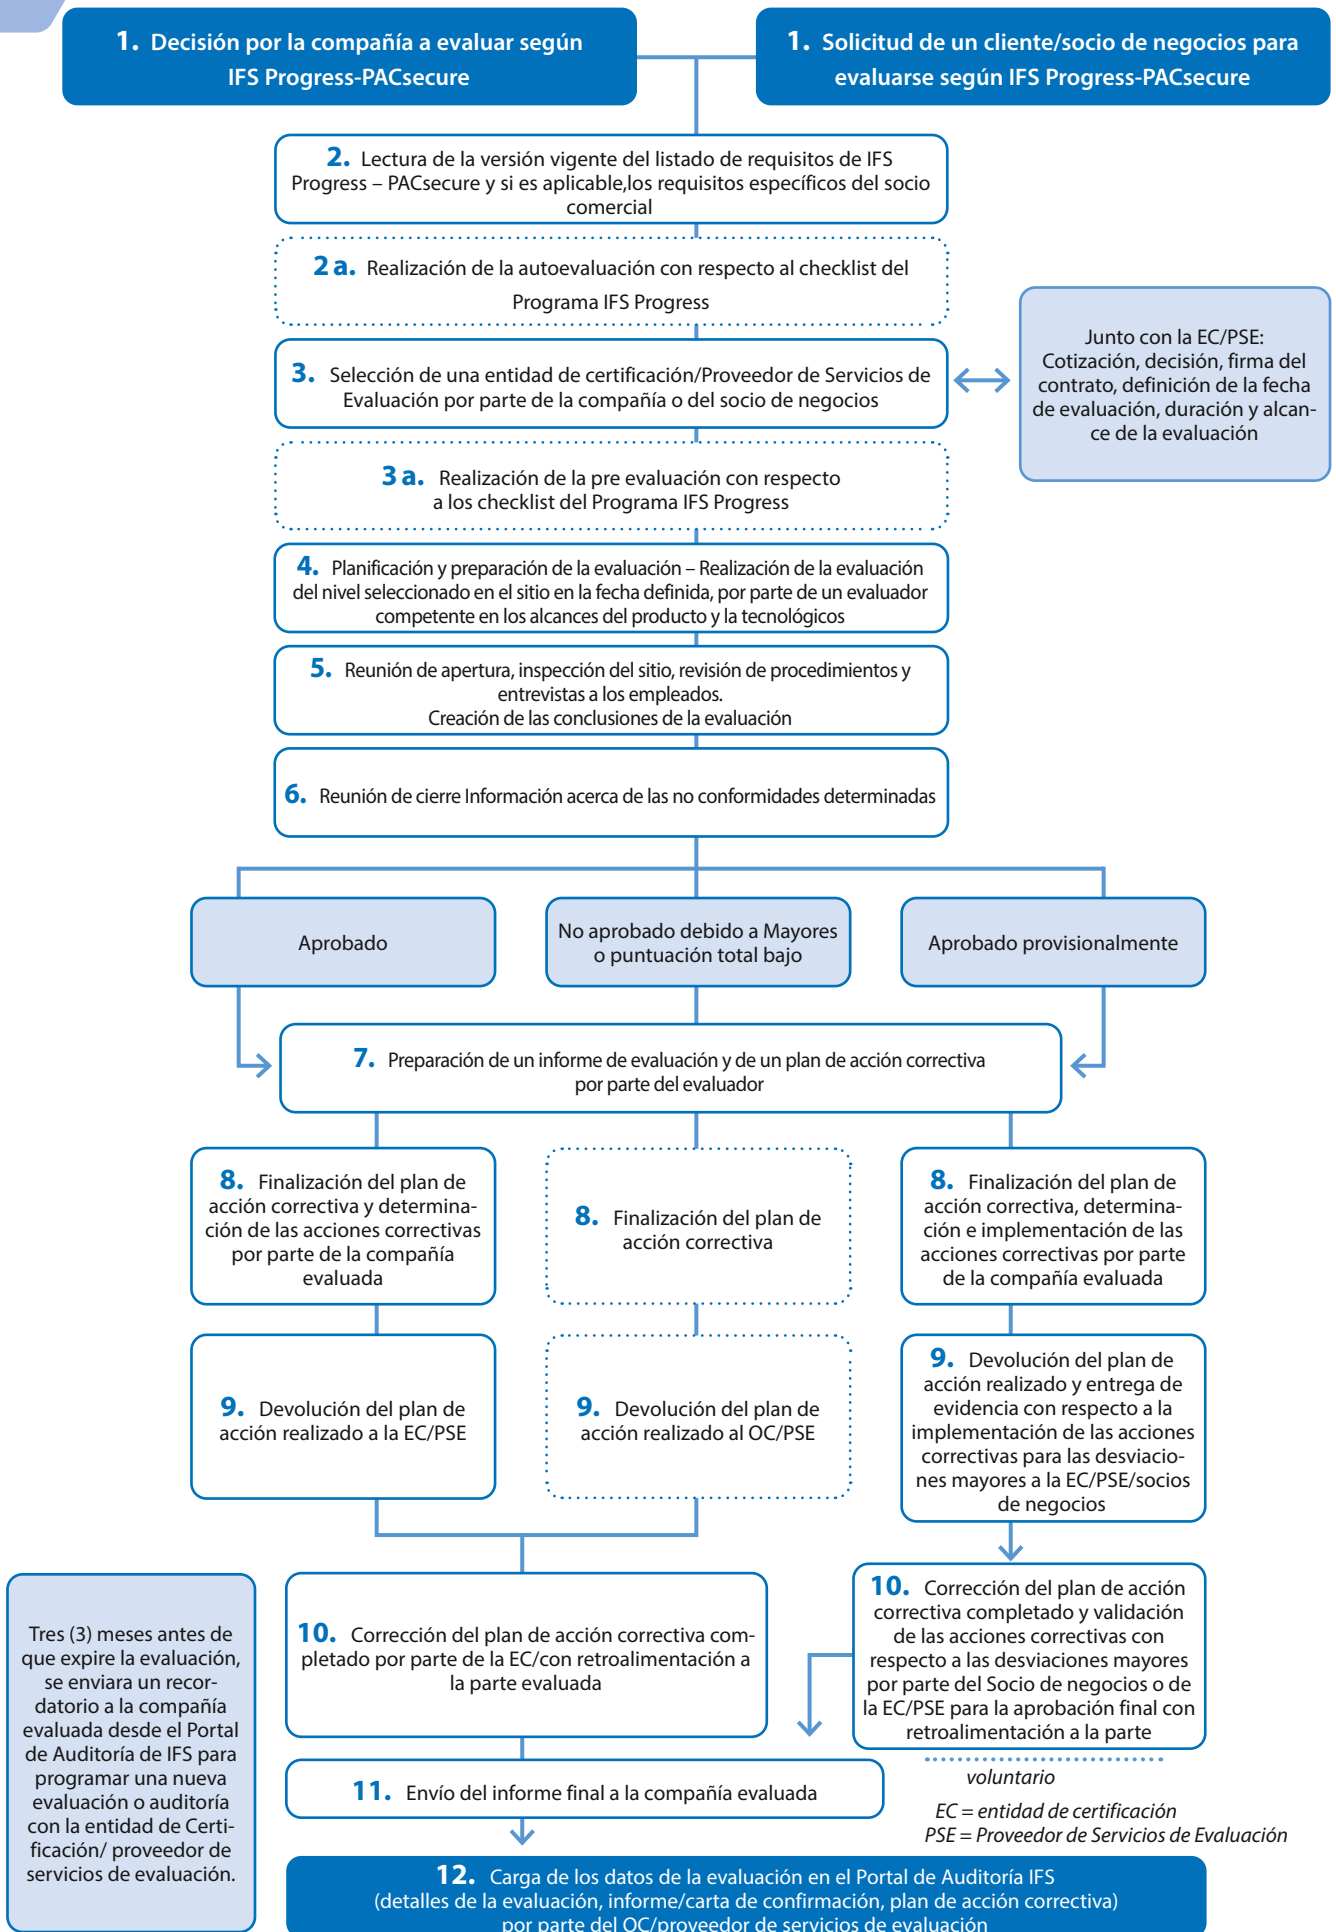 1. Decisión por la compañía a evaluar según
IFS Progress-PACsecure
1. Solicitud de un cliente/socio de negocios para
evaluarse según IFS Progress-PACsecure
2. Lectura de la versión vigente del listado de requisitos de IFS
Progress – PACsecure y si es aplicable,los requisitos específicos del socio
comercial
2 a. Realización de la autoevaluación con respecto al checklist del
Programa IFS Progress
3. Selección de una entidad de certificación/Proveedor de Servicios de
Evaluación por parte de la compañía o del socio de negocios
Junto con la EC/PSE:
Cotización, decisión, firma del
contrato, definición de la fecha
de evaluación, duración y alcan-
ce de la evaluación
3 a. Realización de la pre evaluación con respecto
a los checklist del Programa IFS Progress
4. Planificación y preparación de la evaluación – Realización de la evaluación
del nivel seleccionado en el sitio en la fecha definida, por parte de un evaluador
competente en los alcances del producto y la tecnológicos
5. Reunión de apertura, inspección del sitio, revisión de procedimientos y
entrevistas a los empleados.
Creación de las conclusiones de la evaluación
6. Reunión de cierre Información acerca de las no conformidades determinadas
Aprobado
No aprobado debido a Mayores
o puntuación total bajo
Aprobado provisionalmente
7. Preparación de un informe de evaluación y de un plan de acción correctiva
por parte del evaluador
8. Finalización del plan de
acción correctiva y determina-
ción de las acciones correctivas
por parte de la compañía
evaluada
8. Finalización del plan de
acción correctiva
8. Finalización del plan de
acción correctiva, determina-
ción e implementación de las
acciones correctivas por parte
de la compañía evaluada
9. Devolución del plan de
acción realizado a la EC/PSE
9. Devolución del plan de
acción realizado al OC/PSE
9. Devolución del plan de
acción realizado y entrega de
evidencia con respecto a la
implementación de las acciones
correctivas para las desviacio-
nes mayores a la EC/PSE/socios
de negocios
Tres (3) meses antes de
que expire la evaluación,
se enviara un recor-
datorio a la compañía
evaluada desde el Portal
de Auditoría de IFS para
programar una nueva
evaluación o auditoría
con la entidad de Certi-
ficación/ proveedor de
servicios de evaluación.
10. Corrección del plan de acción correctiva com-
pletado por parte de la EC/con retroalimentación a
la parte evaluada
10. Corrección del plan de acción
correctiva completado y validación
de las acciones correctivas con
respecto a las desviaciones mayores
por parte del Socio de negocios o de
la EC/PSE para la aprobación final con
retroalimentación a la parte
11. Envío del informe final a la compañía evaluada
voluntario
EC = entidad de certificación
PSE = Proveedor de Servicios de Evaluación
12. Carga de los datos de la evaluación en el Portal de Auditoría IFS
(detalles de la evaluación, informe/carta de confirmación, plan de acción correctiva)
por parte del OC/proveedor de servicios de evaluación